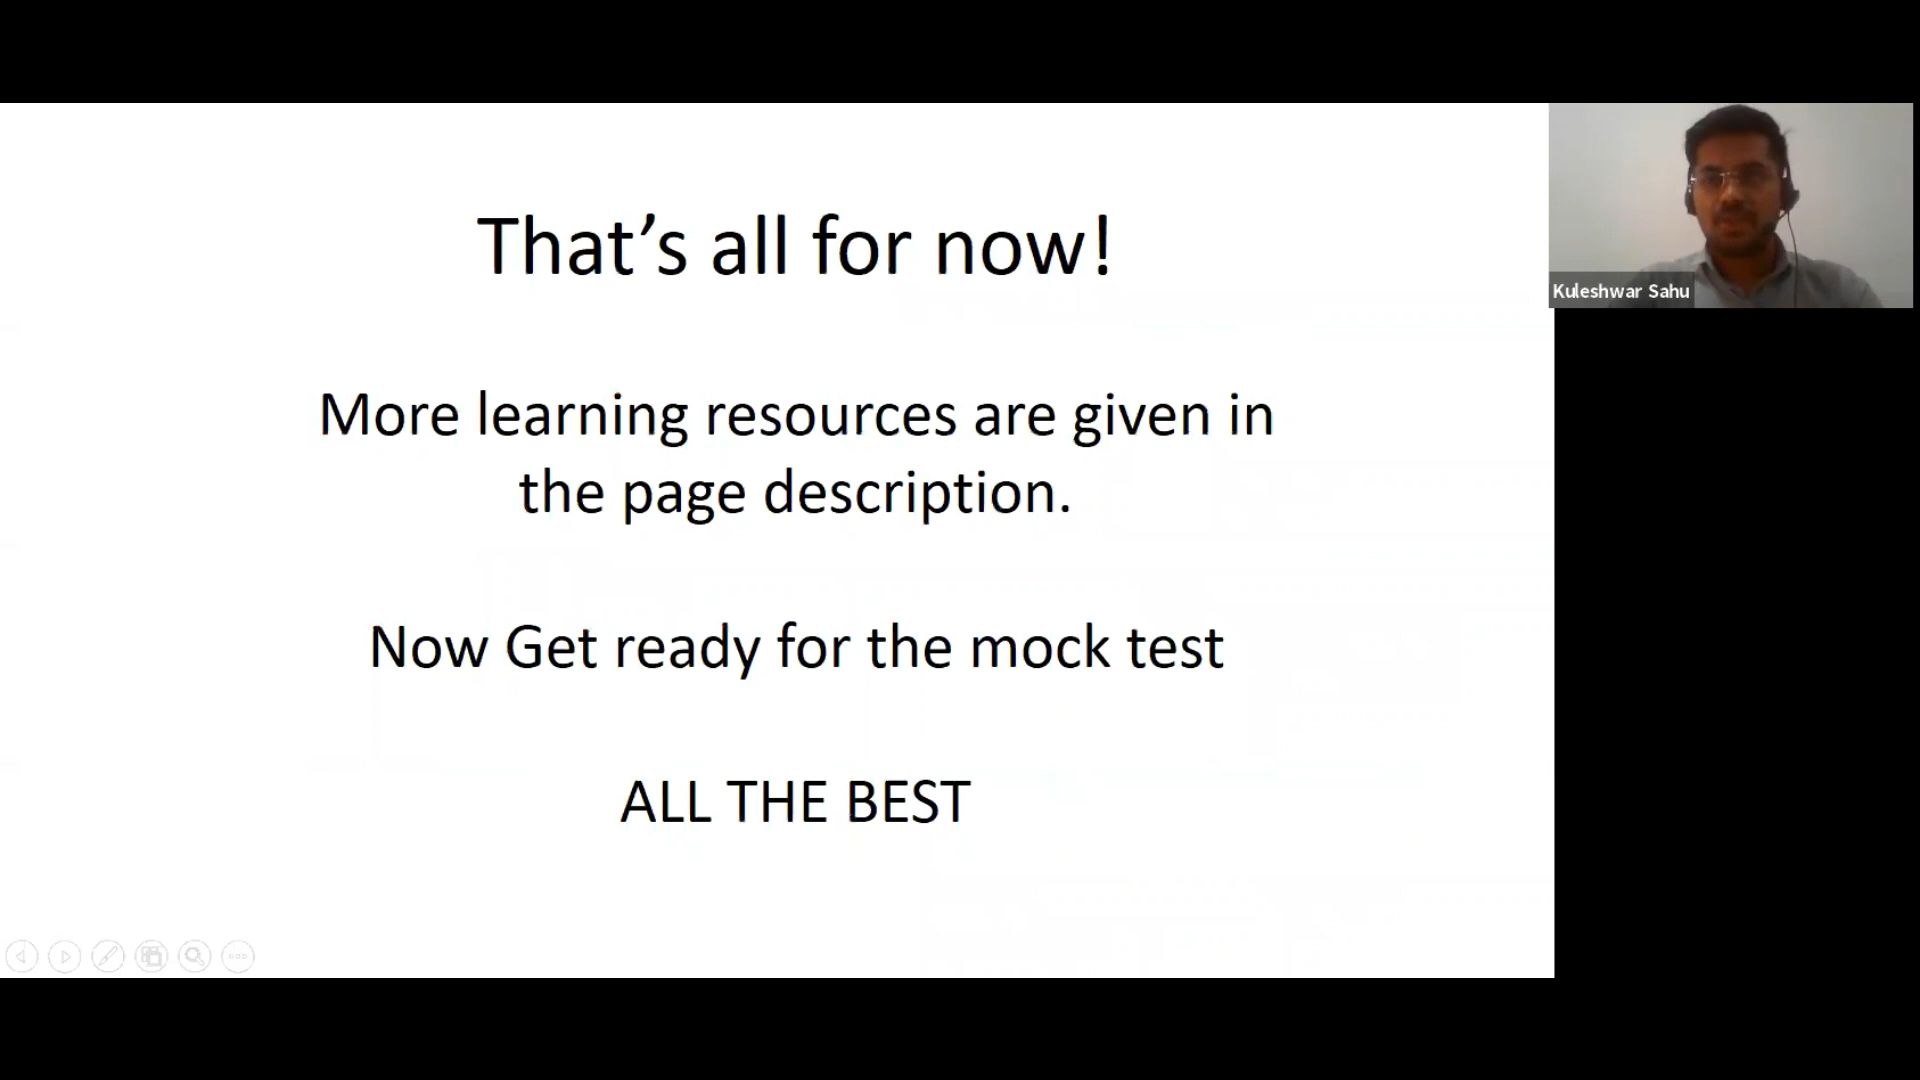 That’s all for now!
More learning resources are given in
the page description.
Now Get ready for the mock test
ALL THE BEST
Kuleshwar Sahu